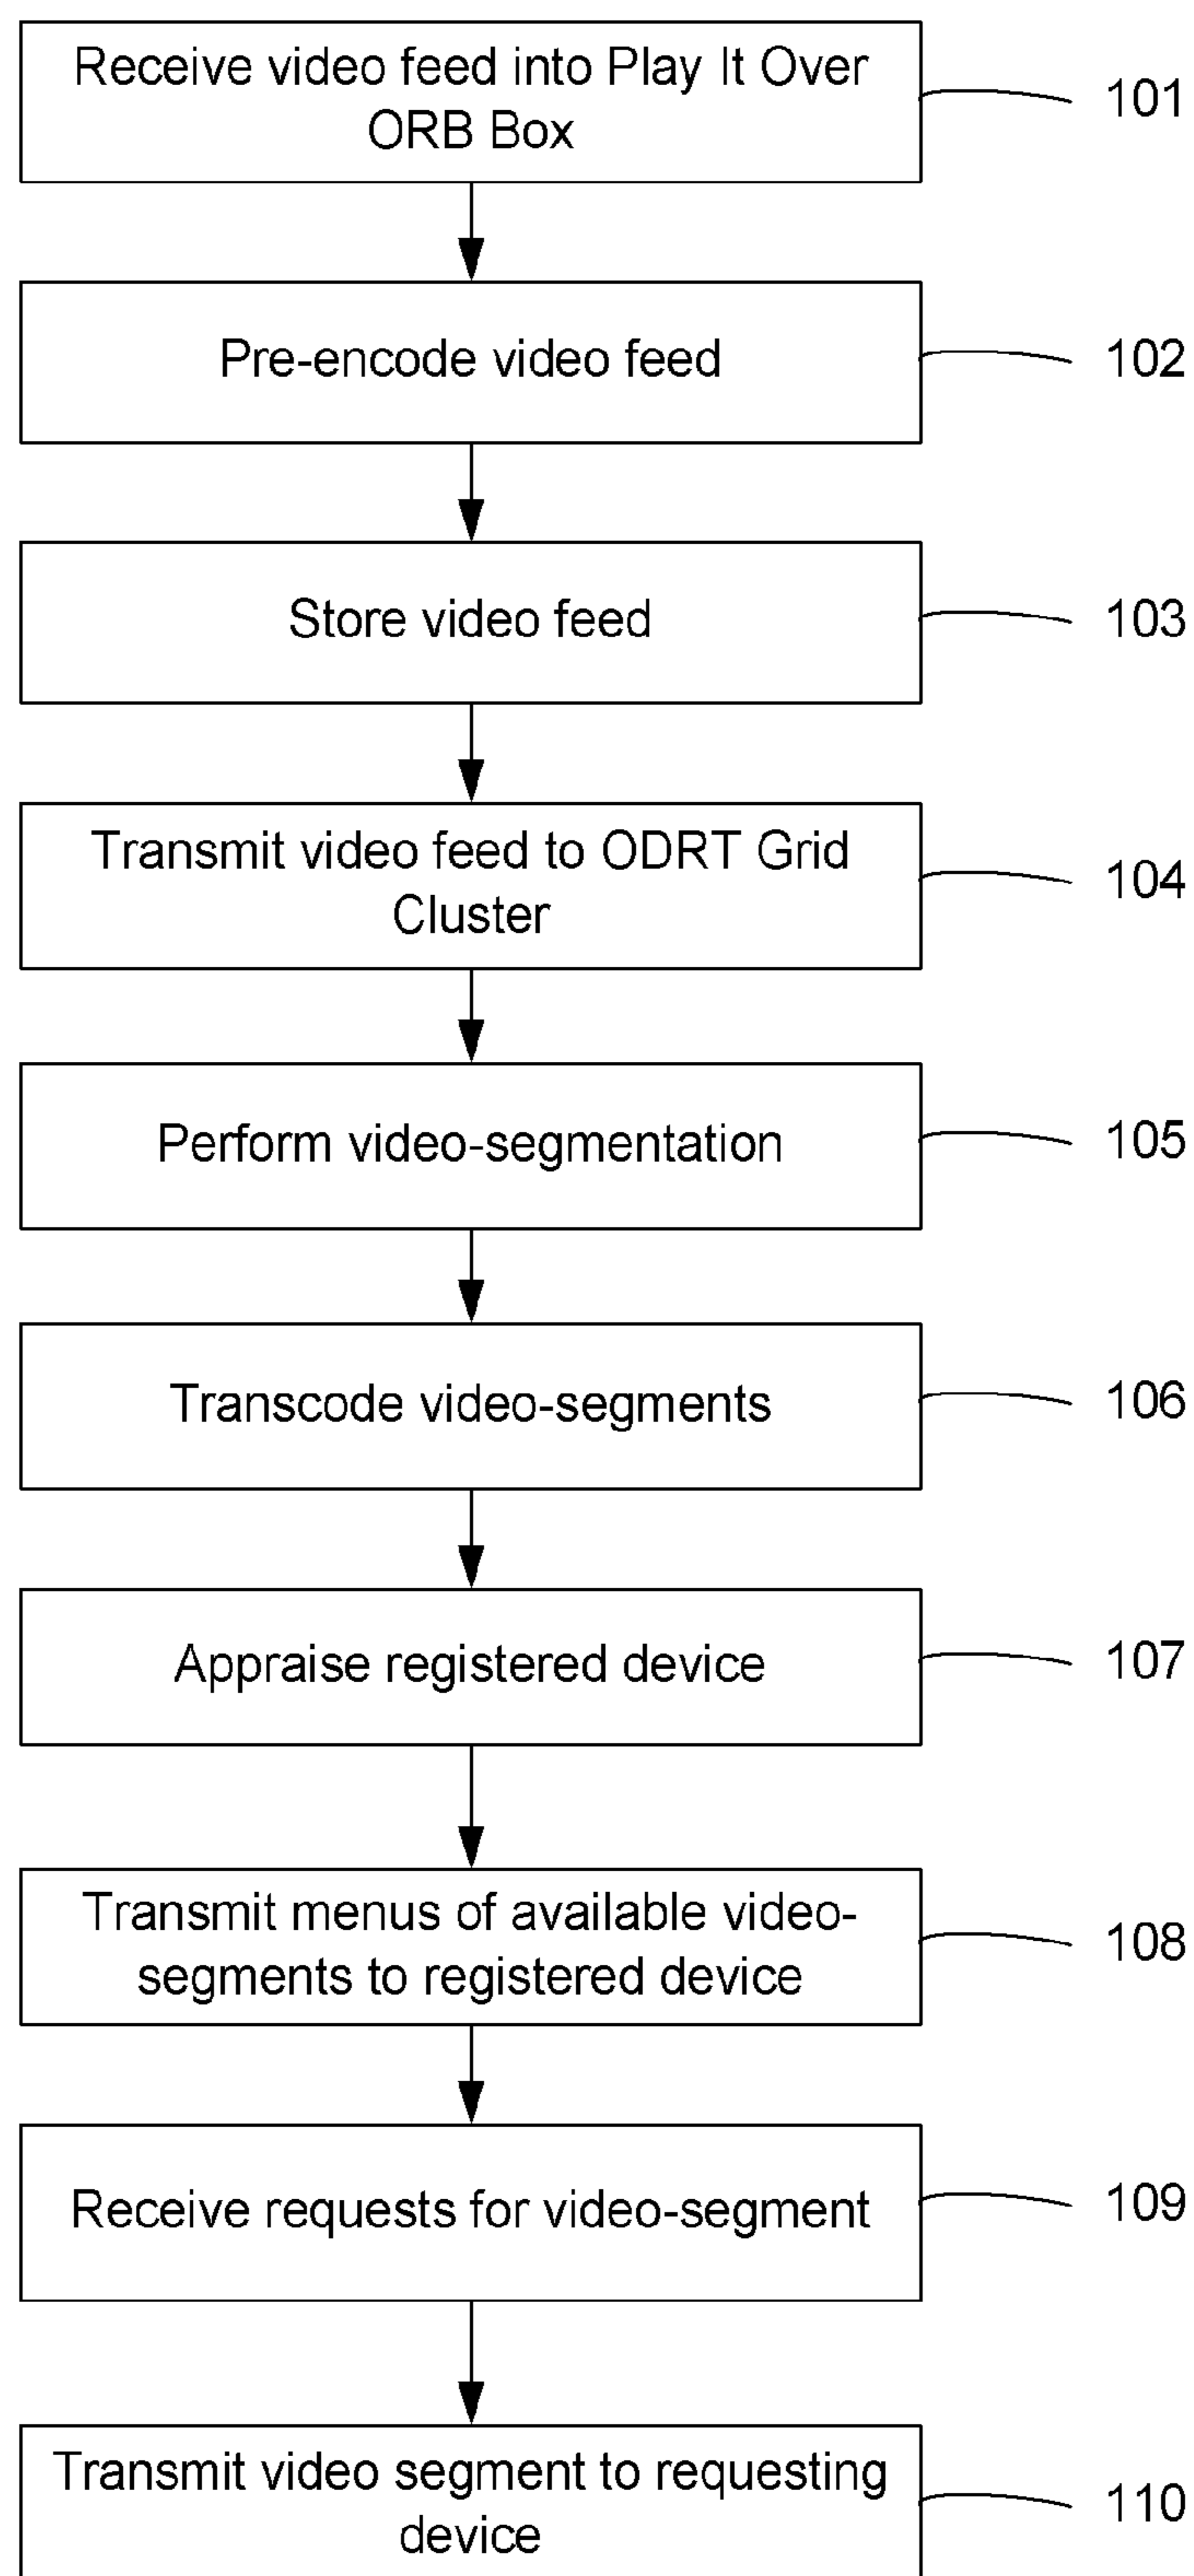 Receive video feed into Play It Over
ORB Box
101
Pre-encode video feed
102
Store video feed
103
Transmit video feed to ODRT Grid
Cluster
104
Perform video-segmentation
105
Transcode video-segments
106
Appraise registered device
107
Transmit menus of available video-
segments to registered device
108
Receive requests for video-segment
109
Transmit video segment to requesting
device
110